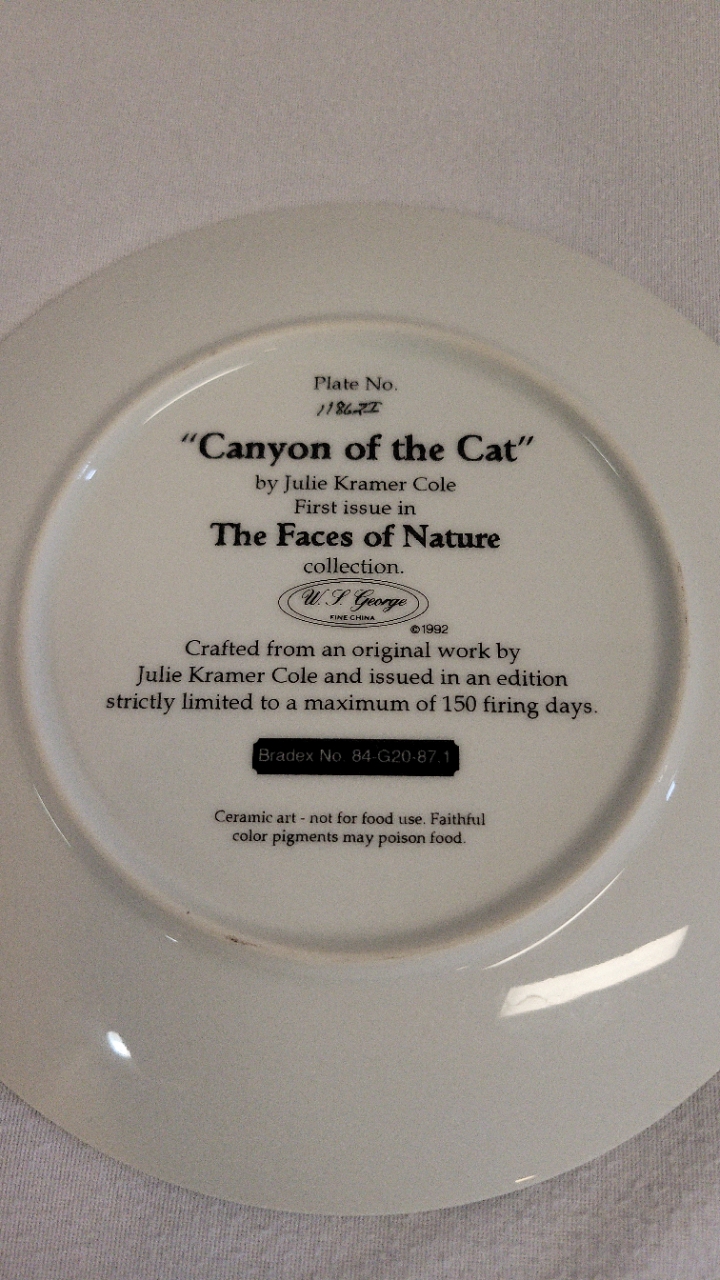 Plate No.
“Canyon of the Cat”
by Julie Kramer Cole
First issue in
The Faces of Nature
collection.
W. S. George
FINE CHINA
©1992
Crafted from an original work by
Julie Kramer Cole and issued in an edition
strictly limited to a maximum of 150 firing days.
Bradex No. 84-G20-87.1
Ceramic art - not for food use. Faithful
color pigments may poison food.